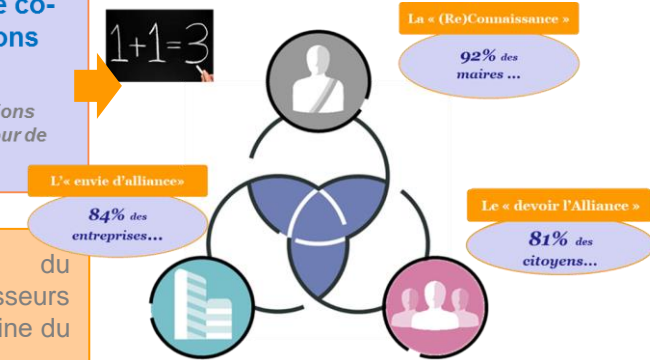 e co-
ons
ions
ur de
1+1=3
La « (Re)Connaissance »
92% des
maires ...
L'« envie d'alliance»
84% des
entreprises...
Le « devoir l'Alliance »
81% des
citoyens...
du
sseurs
ine du